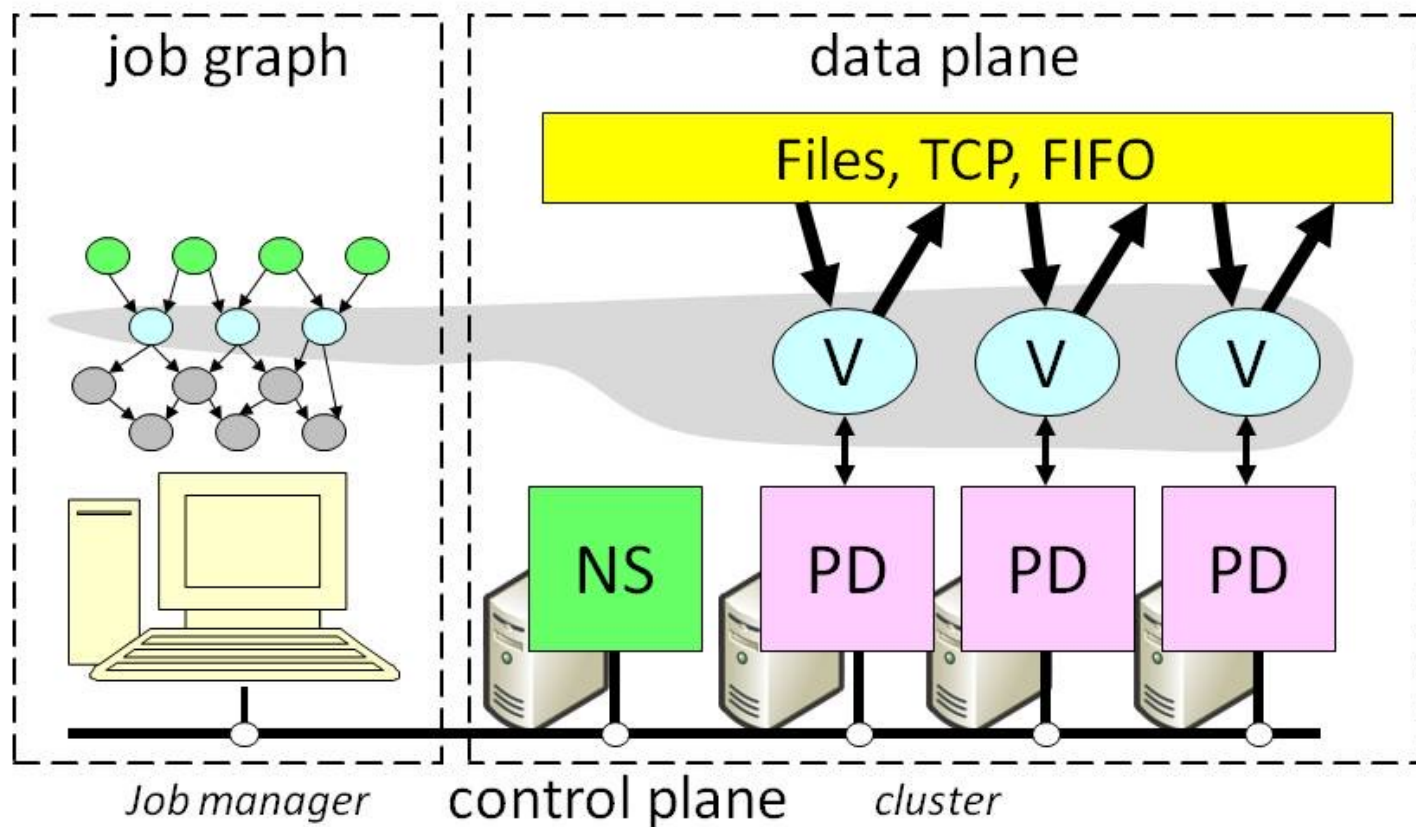 job graph
data plane
Files, TCP, FIFO
V
V
V
NS
PD
PD
PD
Job manager
control plane
cluster